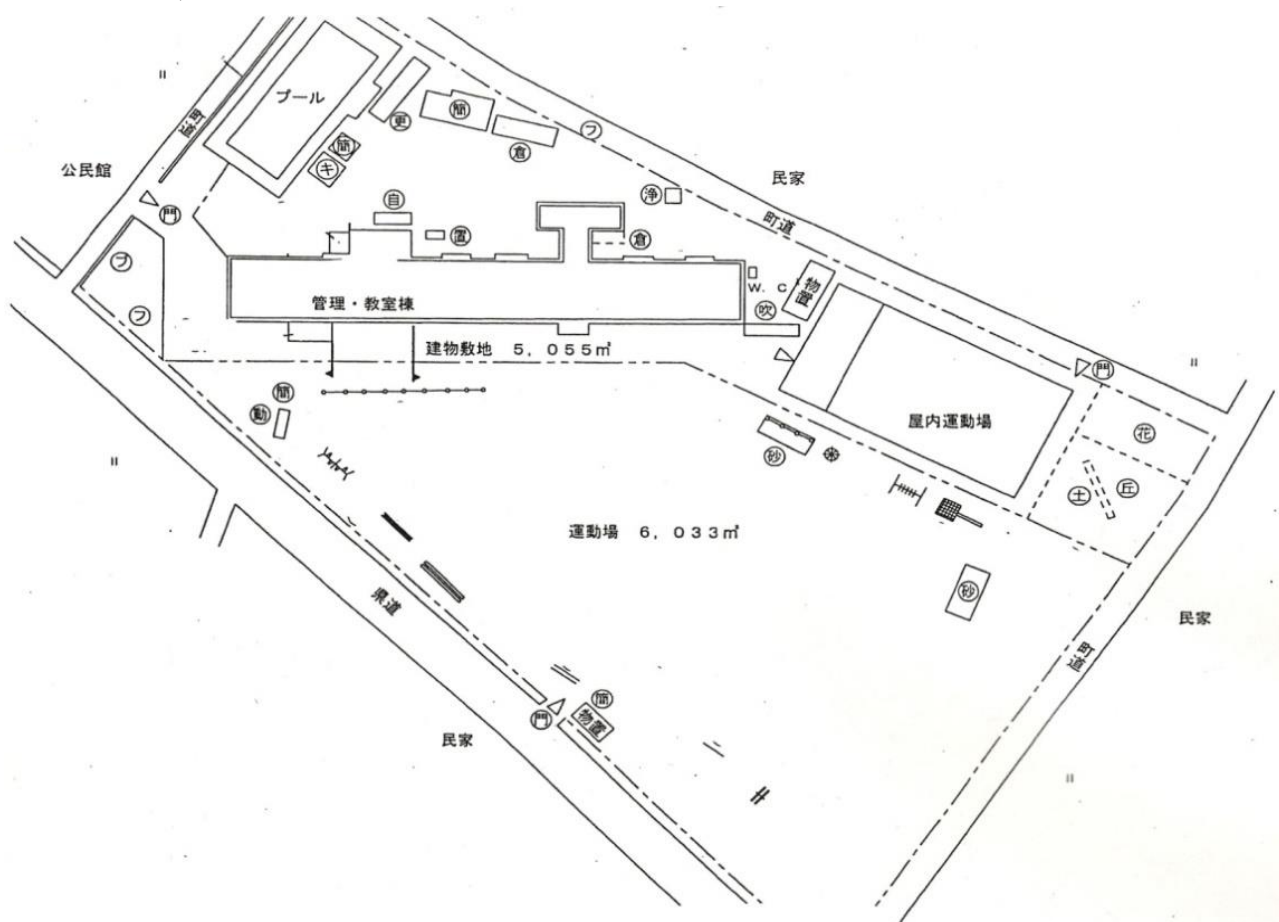 〃
プール
簡
更
倉
フ
町道
公民館
簡
キ
民家
浄
門
自
町道
置
倉
フ
W.C
物置
管理・教室棟
吹
フ
建物敷地 5,055㎡
門
〃
簡
動
屋内運動場
花
砂
土
丘
〃
運動場 6,033㎡
砂
県道
民家
町道
簡
物置
門
民家
〃